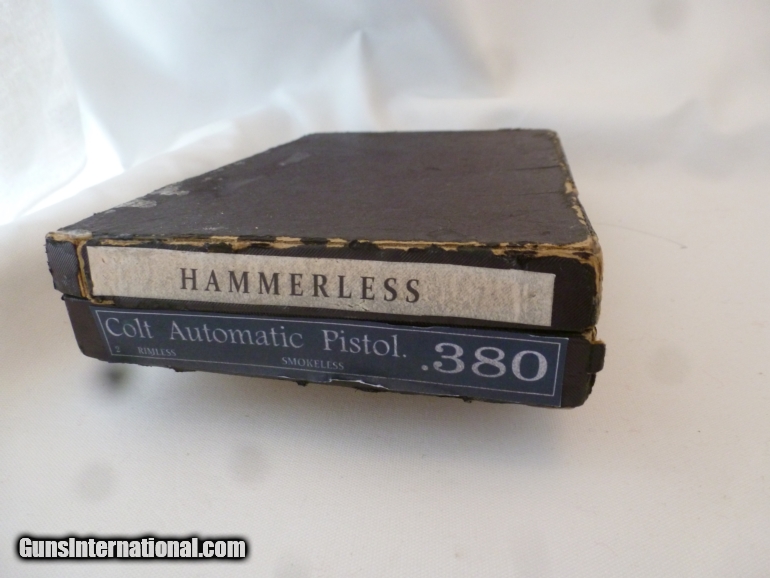 HAMMERLESS
Colt Automatic Pistol. .380
RIMLESS SMOKELESS
GunsInternational.com